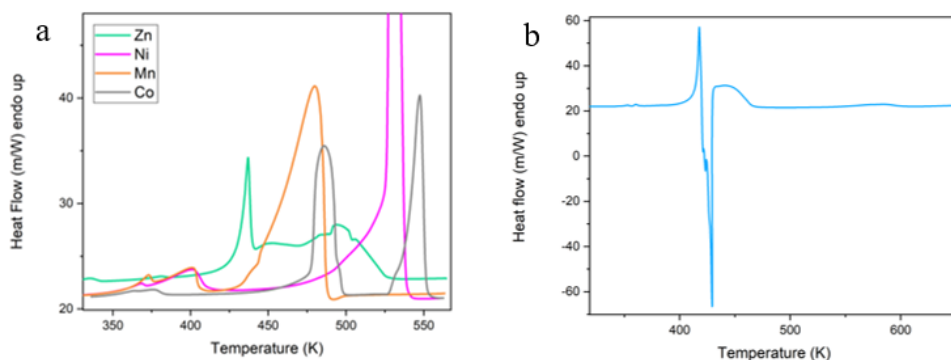 a
Heat Flow (m/W) endo up
40
30
20
Zn
Ni
Mn
Co
350
400
450
500
550
Temperature (K)
b
Heat flow (m/W) endo up
60
40
20
0
-20
-40
-60
400
500
600
Temperature (K)